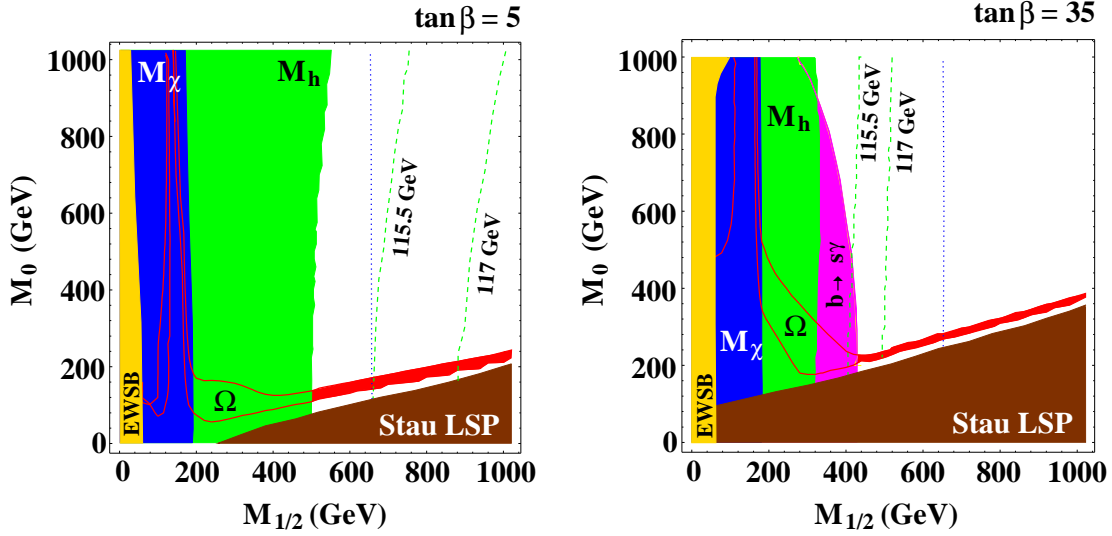 tan β = 5
1000
800
600
400
200
0
M₀ (GeV)
0 200 400 600 800 1000
M₁/₂ (GeV)
EWSB
Mχ
Mh
Ω
115.5 GeV
117 GeV
Stau LSP
tan β = 35
1000
800
600
400
200
0
M₀ (GeV)
0 200 400 600 800 1000
M₁/₂ (GeV)
EWSB
Mχ
Mh
Ω
b→ sγ
115.5 GeV
117 GeV
Stau LSP